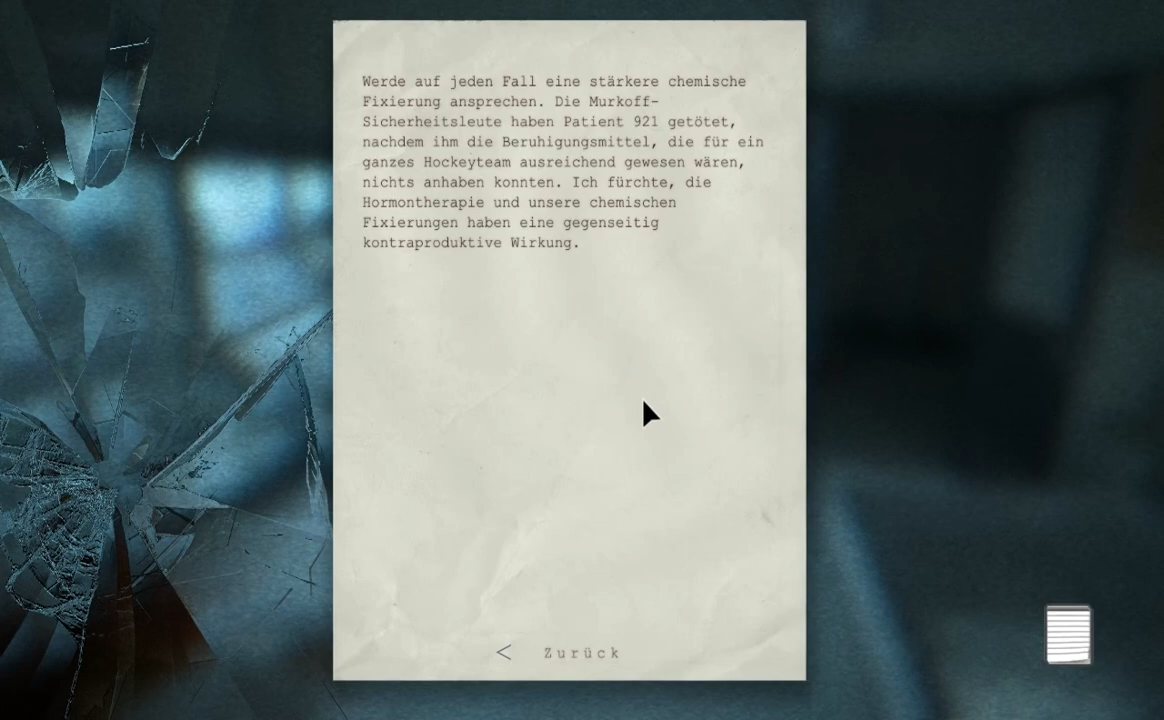 Werde auf jeden Fall eine stärkere chemische
Fixierung ansprechen. Die Murkoff-
Sicherheitsleute haben Patient 921 getötet,
nachdem ihm die Beruhigungsmittel, die für ein
ganzes Hockeyteam ausreichend gewesen wären,
nichts anhaben konnten. Ich fürchte, die
Hormontherapie und unsere chemischen
Fixierungen haben eine gegenseitig
kontraproduktive Wirkung.
< Zurück